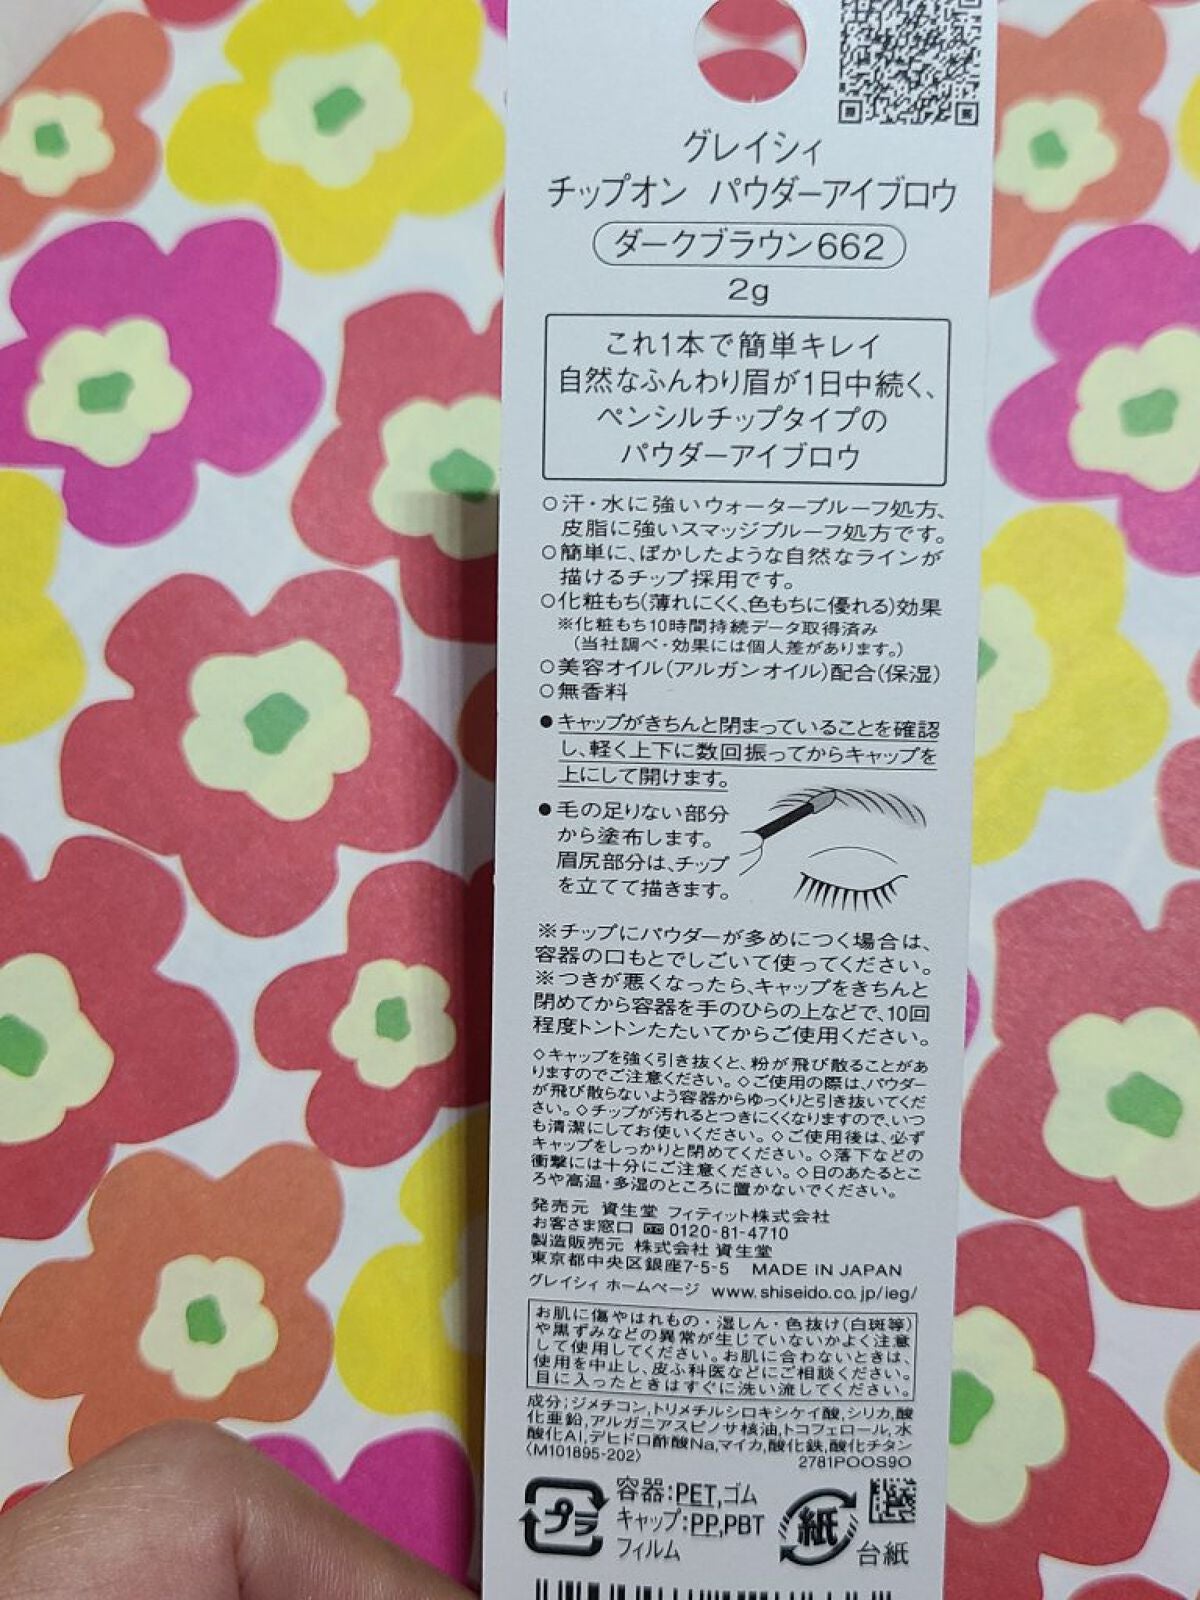 グレイシィ
チップオン パウダーアイブロウ
ダークブラウン662
2g
これ1本で簡単キレイ
自然なふんわり眉が1日中続く、
ペンシルチップタイプの
パウダーアイブロウ
○汗・水に強いウォータープルーフ処方、
皮脂に強いスマッジプルーフ処方です。
○簡単に、ぼかしたような自然なラインが
描けるチップ採用です。
○化粧もち(薄れにくく、色もちに優れる)効果
※化粧もち10時間持続データ取得済み
(当社調べ・効果には個人差があります。)
○美容オイル(アルガンオイル)配合(保湿)
○無香料
●キャップがきちんと閉まっていることを確認
し、軽く上下に数回振ってからキャップを
上にして開けます。
●毛の足りない部分
から塗布します。
眉尻部分は、チップ
を立てて描きます。
※チップにパウダーが多めにつく場合は、
容器の口もとでしごいて使ってください。
※つきが悪くなったら、キャップをきちんと
閉めてから容器を手のひらの上などで、10回
程度トントンたたいてからご使用ください。
◇キャップを強く引き抜くと、粉が飛び散ることがあ
りますのでご注意ください。◇ご使用の際は、パウダー
が飛び散らないよう容器からゆっくりと引き抜いてくだ
さい。◇チップが汚れるとつきにくくなりますので、いつ
も清潔にしてお使いください。◇ご使用後は、必ず
キャップをしっかりと閉めてください。◇落下などの
衝撃には十分にご注意ください。◇日のあたるとこ
ろや高温・多湿のところに置かないでください。
発売元 資生堂 フィティット株式会社
お客さま窓口 0120-81-4710
製造販売元 株式会社 資生堂
東京都中央区銀座7-5-5 MADE IN JAPAN
グレイシィ ホームページ www.shiseido.co.jp/ieg/
お肌に傷やはれもの・湿しん・色抜け(白斑等)
や黒ずみなどの異常が生じていないかよく注意
して使用してください。お肌に合わないときは、
使用を中止し、皮ふ科医などにご相談ください。
目に入ったときはすぐに洗い流してください。
成分:ジメチコン,トリメチルシロキシケイ酸,シリカ,酸
化亜鉛,アルガニアスピノサ核油,トコフェロール,水
酸化Al,デヒドロ酢酸Na,マイカ,酸化鉄,酸化チタン
〈M101895-202〉 2781POOS9O
プラ
容器:PET,ゴム
キャップ:PP,PBT
フィルム
紙
台紙